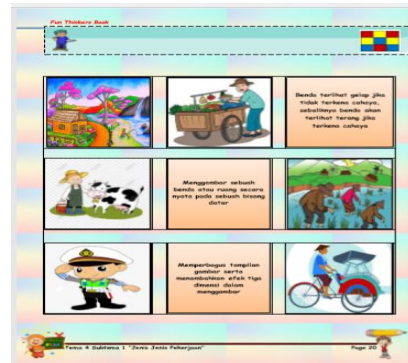 Fun Thinkers Book
Benda terlihat gelap jika
tidak terkena cahaya,
sebaliknya benda akan
terlihat terang jika
terkena cahaya
Menggambar sebuah
benda atau ruang secara
nyata pada sebuah bidang
datar
Memperbagus tampilan
gambar serta
menambahkan efek tiga
dimensi dalam
menggambar
Tema 4 Subtema 1 "Jenis Jenis Pekerjaan"
Page 20